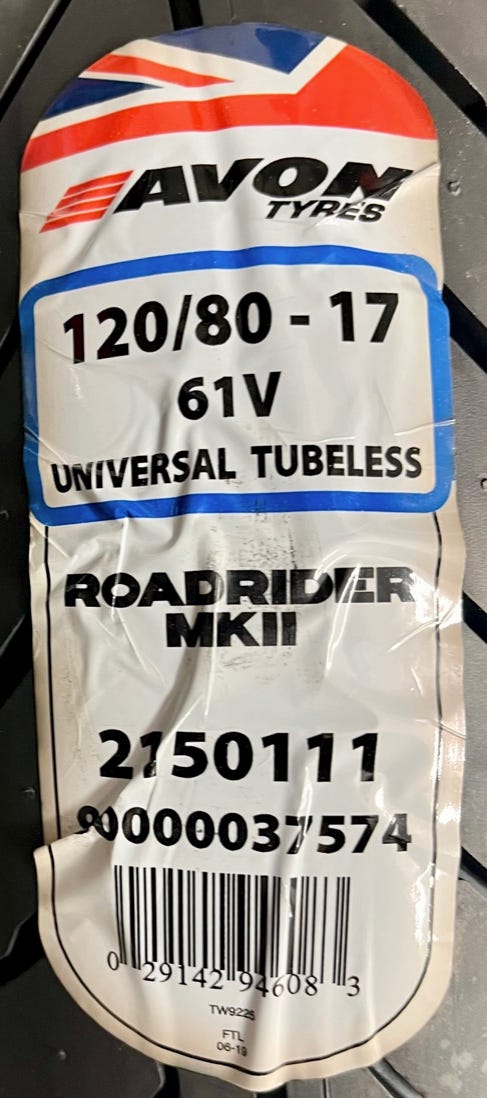 AVON
TYRES
120/80 - 17
61V
UNIVERSAL TUBELESS
ROADRIDER
MKII
2150111
90000037574
0 29142 94608 3
TW9225
FTL
06-19